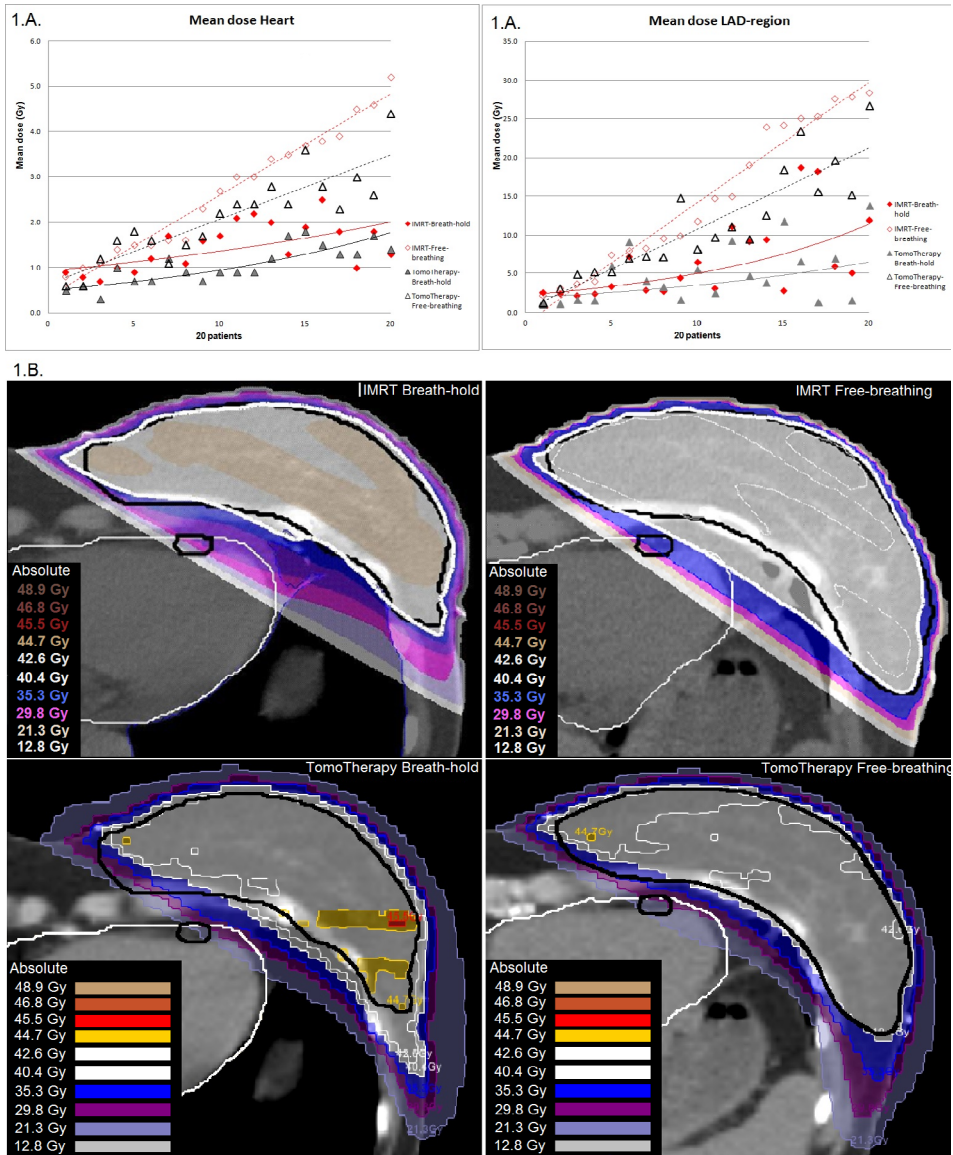 1.A.
Mean dose Heart
6.0
5.0
4.0
3.0
2.0
1.0
0.0
Mean dose (Gy)
0
5
10
15
20
20 patients
IMRT-Breath-
hold
IMRT-Free-
breathing
TomoTherapy-
Breath-hold
TomoTherapy-
Free-breathing
1.A.
Mean dose LAD-region
35.0
30.0
25.0
20.0
15.0
10.0
5.0
0.0
Mean dose (Gy)
0
5
10
15
20
20 patients
IMRT-Breath-
hold
IMRT-Free-
breathing
TomoTherapy
Breath-hold
TomoTherapy-
Free-breathing
1.B.
IMRT Breath-hold
Absolute
48.9 Gy
46.8 Gy
45.5 Gy
44.7 Gy
42.6 Gy
40.4 Gy
35.3 Gy
29.8 Gy
21.3 Gy
12.8 Gy
IMRT Free-breathing
Absolute
48.9 Gy
46.8 Gy
45.5 Gy
44.7 Gy
42.6 Gy
40.4 Gy
35.3 Gy
29.8 Gy
21.3 Gy
12.8 Gy
TomoTherapy Breath-hold
Absolute
48.9 Gy
46.8 Gy
45.5 Gy
44.7 Gy
42.6 Gy
40.4 Gy
35.3 Gy
29.8 Gy
21.3 Gy
12.8 Gy
TomoTherapy Free-breathing
44.7Gy
Absolute
48.9 Gy
46.8 Gy
45.5 Gy
44.7 Gy
42.6 Gy
40.4 Gy
35.3 Gy
29.8 Gy
21.3 Gy
12.8 Gy